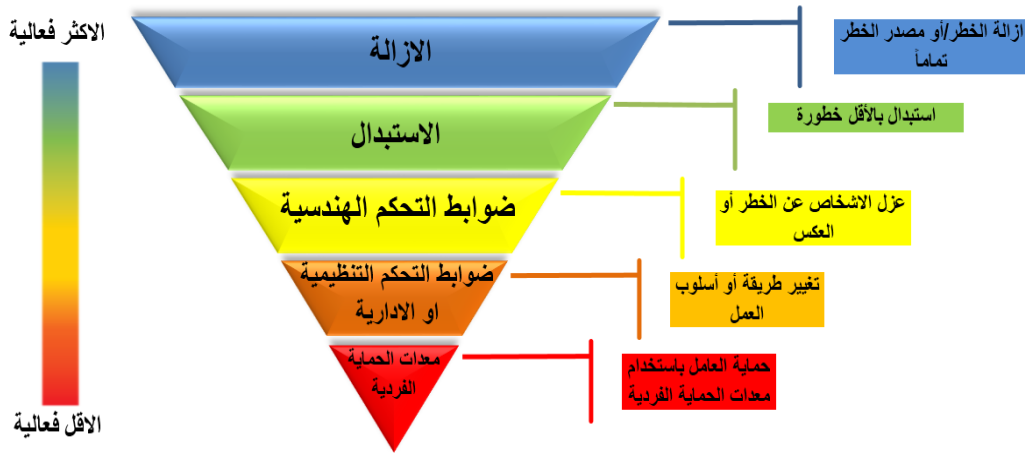 الاكثر فعالية
الازالة
ازالة الخطر/أو مصدر الخطر
تماماً
الاستبدال
استبدال بالأقل خطورة
ضوابط التحكم الهندسية
عزل الاشخاص عن الخطر أو
العكس
ضوابط التحكم التنظيمية
او الادارية
تغيير طريقة أو أسلوب
العمل
معدات الحماية
الفردية
حماية العامل باستخدام
معدات الحماية الفردية
الاقل فعالية